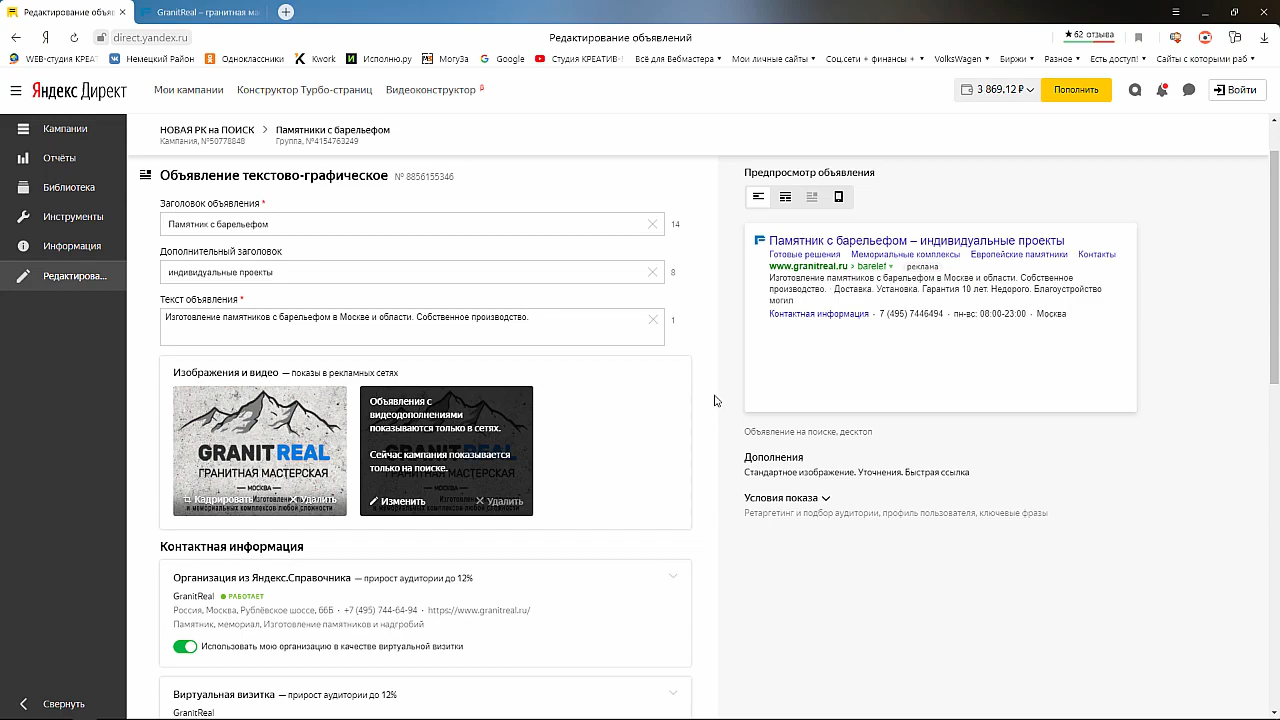 Редактирование объяв
GranitReal – гранитная ма
direct.yandex.ru
Редактирование объявлений
★62 отзыва
WEB-студия КРЕА
Немецкий Район
Одноклассники
Kwork
Исполню.ру
МогуЗа
Google
Студия КРЕАТИВ-
Всё для Вебмастера
Мои личные сайты
Соц.сети + финансы +
VolksWagen
Биржи
Разное
Есть доступ!
Сайты с которыми раб
Яндекс Директ
Мои кампании
Конструктор Турбо-страниц
Видеоконструктор β
3 869,12 ₽
Пополнить
Войти
Кампании
Отчёты
Библиотека
Инструменты
Информация
Редактирова...
Свернуть
НОВАЯ РК на ПОИСК
Памятники с барельефом
Кампания, №50778848
Группа, №4154763249
Объявление текстово-графическое № 8856155346
Заголовок объявления *
Памятник с барельефом
14
Дополнительный заголовок
индивидуальные проекты
8
Текст объявления *
Изготовление памятников с барельефом в Москве и области. Собственное производство.
1
Изображения и видео — показы в рекламных сетях
GRANITREAL
ГРАНИТНАЯ МАСТЕРСКАЯ
— МОСКВА —
Кадрировать
Удалить
и мемориальных комплексов любой сложности
Объявления с
видеодополнениями
показываются только в сетях.
Сейчас кампания показывается
только на поиске.
Изменить
Удалить
Контактная информация
Организация из Яндекс.Справочника — прирост аудитории до 12%
GranitReal ● РАБОТАЕТ
Россия, Москва, Рублёвское шоссе, 66Б · +7 (495) 744-64-94 · https://www.granitreal.ru/
Памятник, мемориал, Изготовление памятников и надгробий
Использовать мою организацию в качестве виртуальной визитки
Виртуальная визитка — прирост аудитории до 12%
GranitReal
Предпросмотр объявления
Памятник с барельефом – индивидуальные проекты
Готовые решения Мемориальные комплексы Европейские памятники Контакты
www.granitreal.ru › barelef реклама
Изготовление памятников с барельефом в Москве и области. Собственное
производство. · Доставка. Установка. Гарантия 10 лет. Недорого. Благоустройство
могил
Контактная информация · 7 (495) 7446494 · пн-вс: 08:00-23:00 · Москва
Объявление на поиске, десктоп
Дополнения
Стандартное изображение. Уточнения. Быстрая ссылка
Условия показа
Ретаргетинг и подбор аудитории, профиль пользователя, ключевые фразы